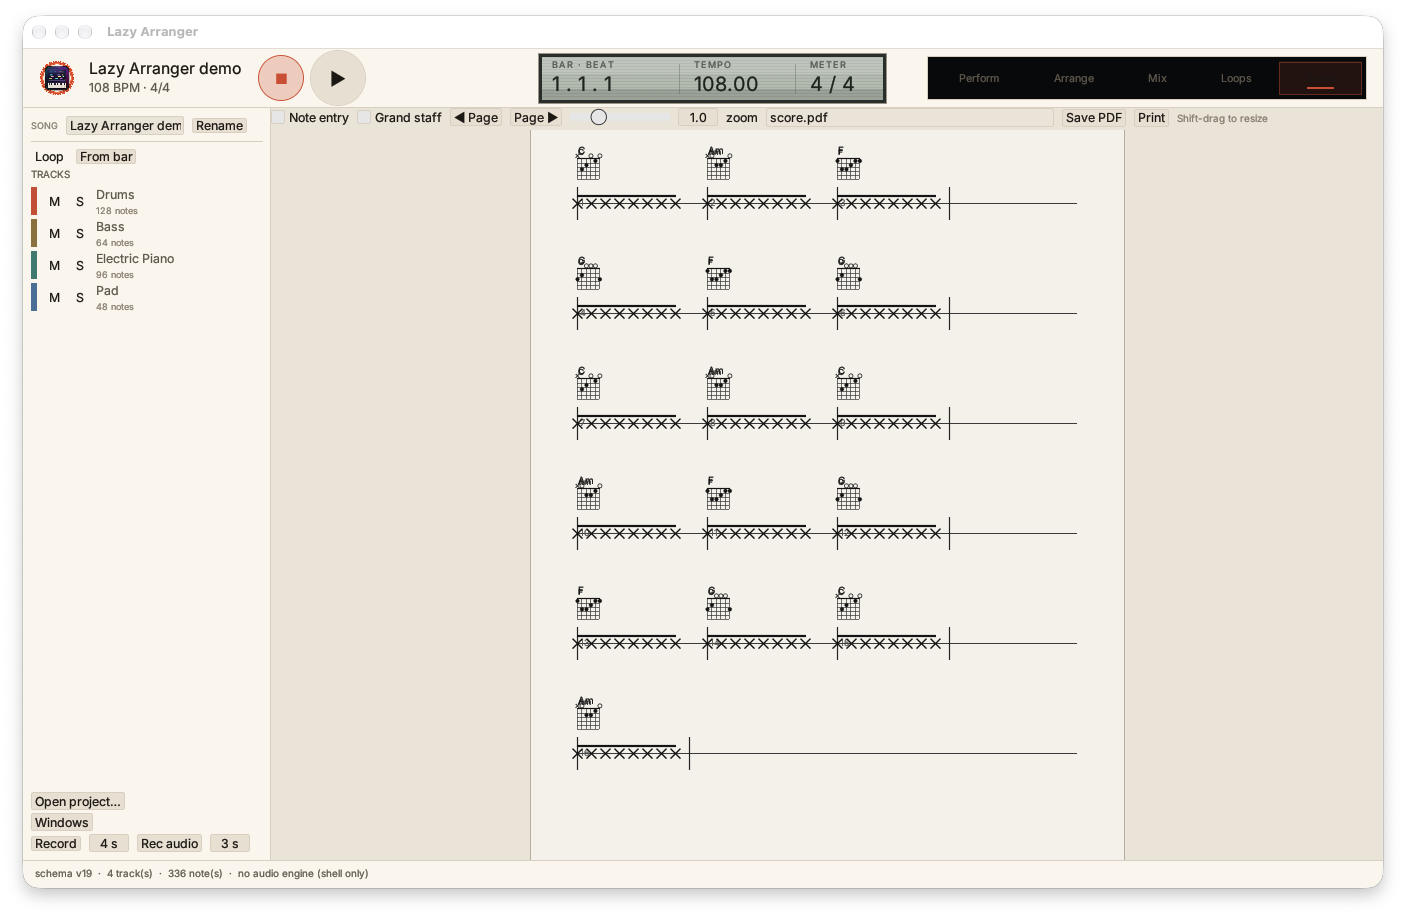 Lazy Arranger
Lazy Arranger demo
108 BPM · 4/4
BAR · BEAT
1.1.1
TEMPO
108.00
METER
4 / 4
Perform
Arrange
Mix
Loops
SONG
Lazy Arranger dem
Rename
Note entry
Grand staff
◀ Page
Page ▶
1.0
zoom
score.pdf
Save PDF
Print
Shift-drag to resize
Loop
From bar
TRACKS
M S Drums
128 notes
M S Bass
64 notes
M S Electric Piano
96 notes
M S Pad
48 notes
C Am F
G F G
C Am C
Am F G
F G C
Am
Open project...
Windows
Record
4 s
Rec audio
3 s
schema v19 · 4 track(s) · 336 note(s) · no audio engine (shell only)